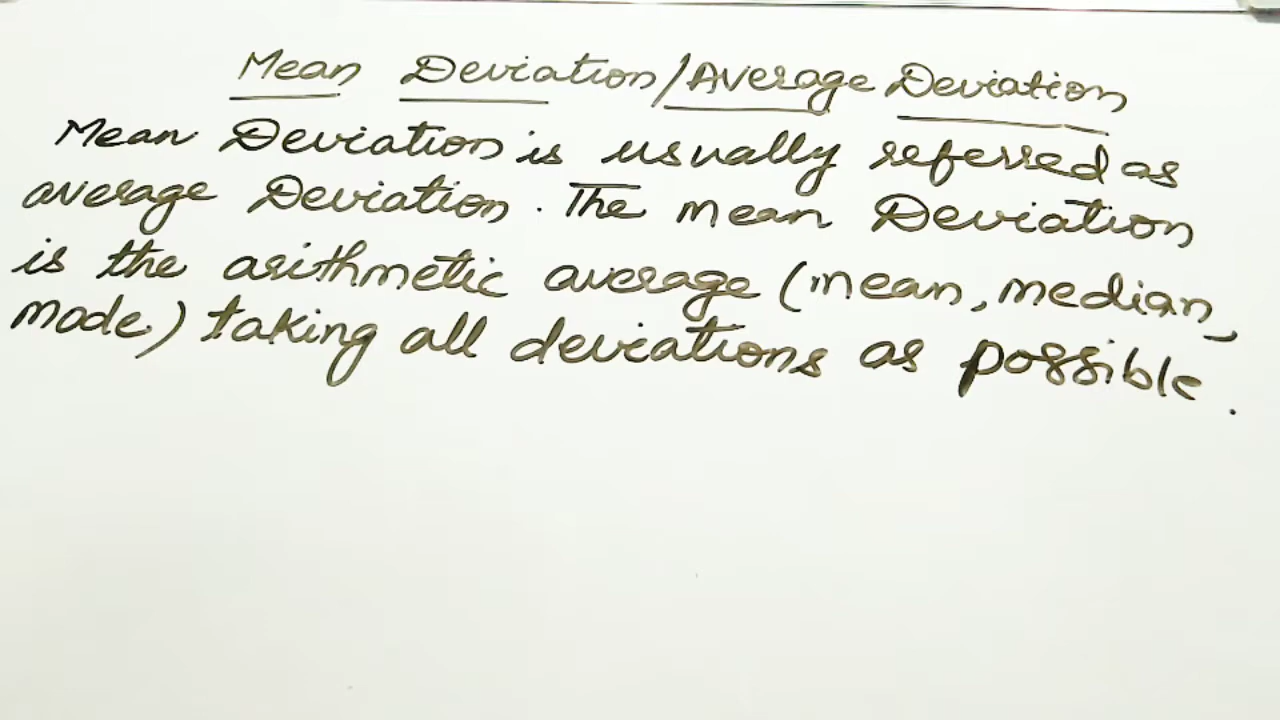 Mean Deviation/Average Deviation
Mean Deviation is usually referred as
average Deviation. The mean Deviation
is the arithmetic average (mean, median,
mode) taking all deviations as possible.